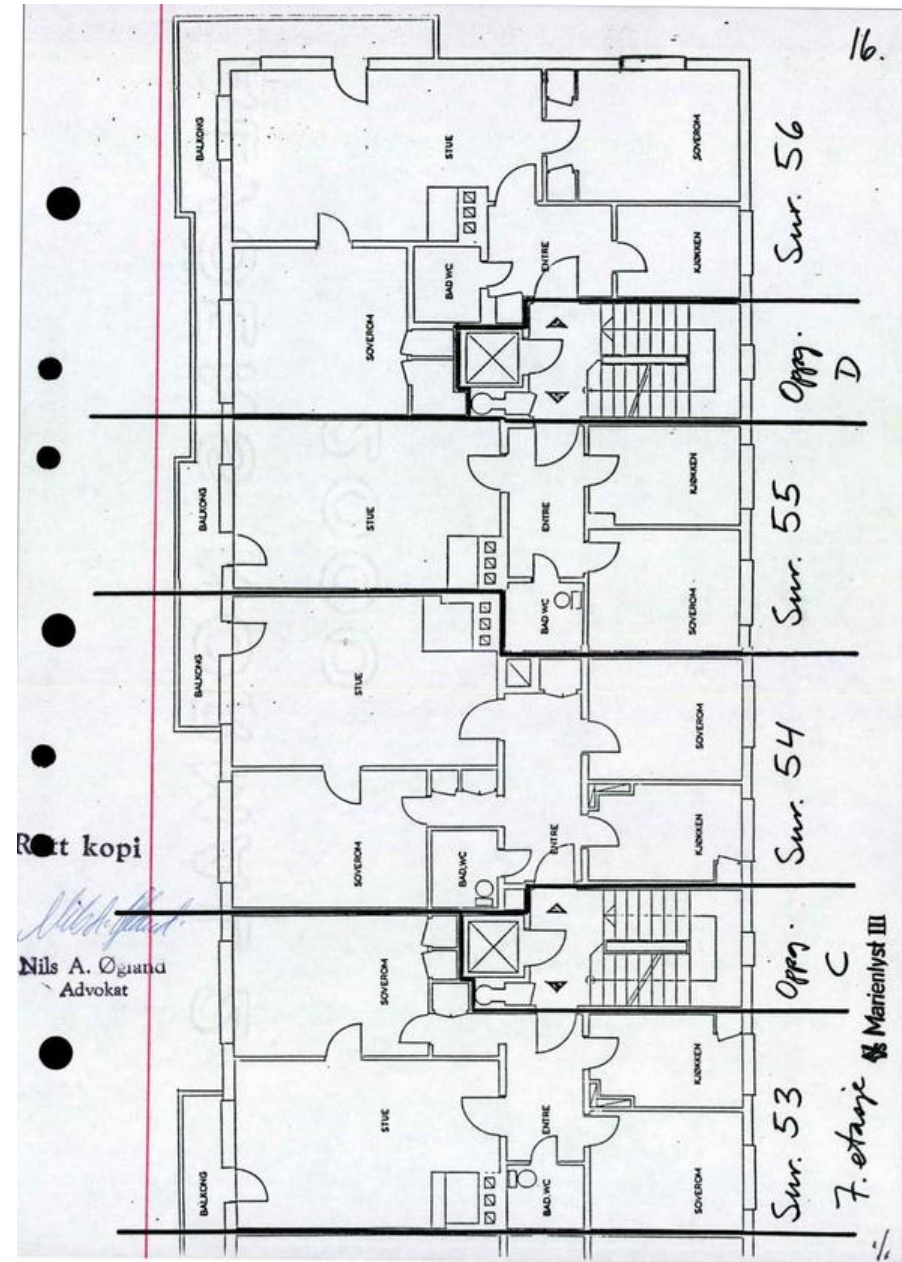 16.
BALKONG
STUE
SOVEROM
Snr. 56
BAD WC
ENTRE
KJØKKEN
SOVEROM
Oppg.
D
BALKONG
STUE
ENTRE
KJØKKEN
Snr. 55
BAD WC
SOVEROM
BALKONG
STUE
SOVEROM
Snr. 54
SOVEROM
BAD, WC
ENTRE
KJØKKEN
Rett kopi
Nils A. Øgland
Advokat
SOVEROM
Oppg.
C
KJØKKEN
BALKONG
STUE
ENTRE
BAD, WC
SOVEROM
Snr. 53
7. etasje
Marienlyst III